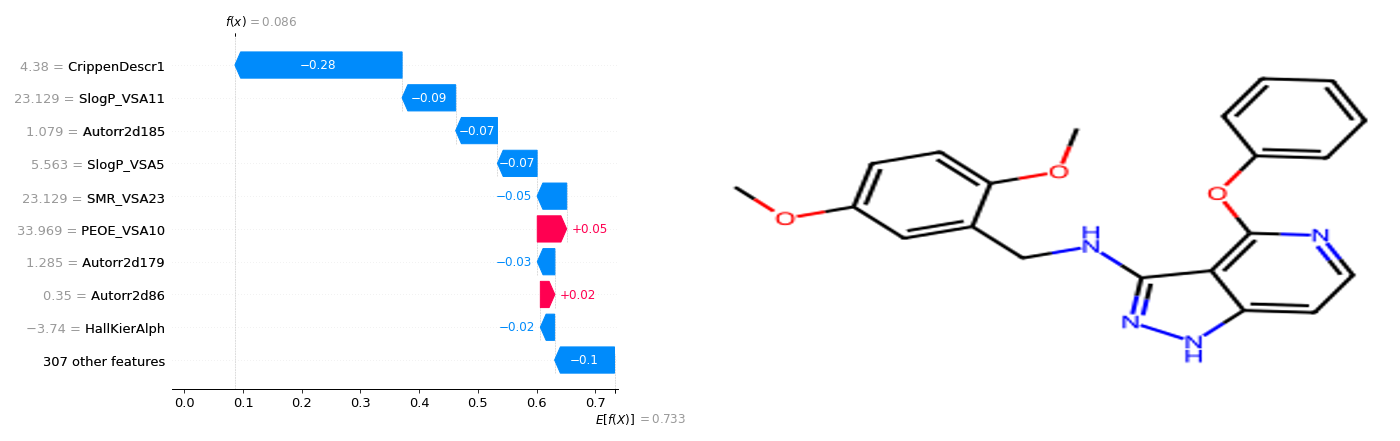 f(x) = 0.086
4.38 = CrippenDescr1
−0.28
23.129 = SlogP_VSA11
−0.09
1.079 = Autorr2d185
−0.07
5.563 = SlogP_VSA5
−0.07
23.129 = SMR_VSA23
−0.05
33.969 = PEOE_VSA10
+0.05
1.285 = Autorr2d179
−0.03
0.35 = Autorr2d86
+0.02
−3.74 = HallKierAlph
−0.02
307 other features
−0.1
0.0 0.1 0.2 0.3 0.4 0.5 0.6 0.7
E[f(X)] = 0.733
O
O
O
H
N
N
N
N
H